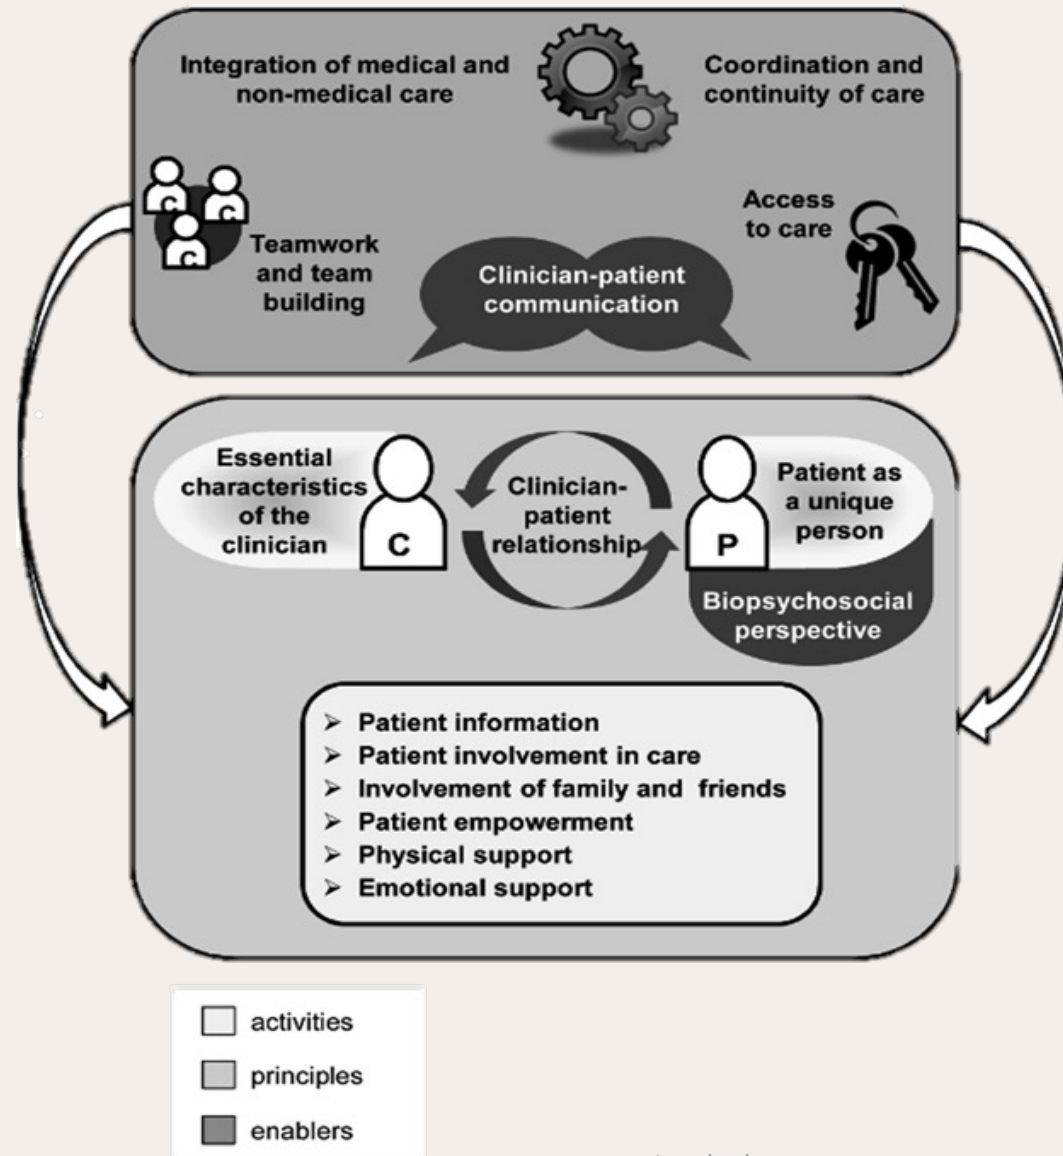 Integration of medical and
non-medical care
Coordination and
continuity of care
C
C
C
Teamwork
and team
building
Access
to care
Clinician-patient
communication
Essential
characteristics
of the
clinician
C
Clinician-
patient
relationship
P
Patient as
a unique
person
Biopsychosocial
perspective
➢ Patient information
➢ Patient involvement in care
➢ Involvement of family and friends
➢ Patient empowerment
➢ Physical support
➢ Emotional support
activities
principles
enablers